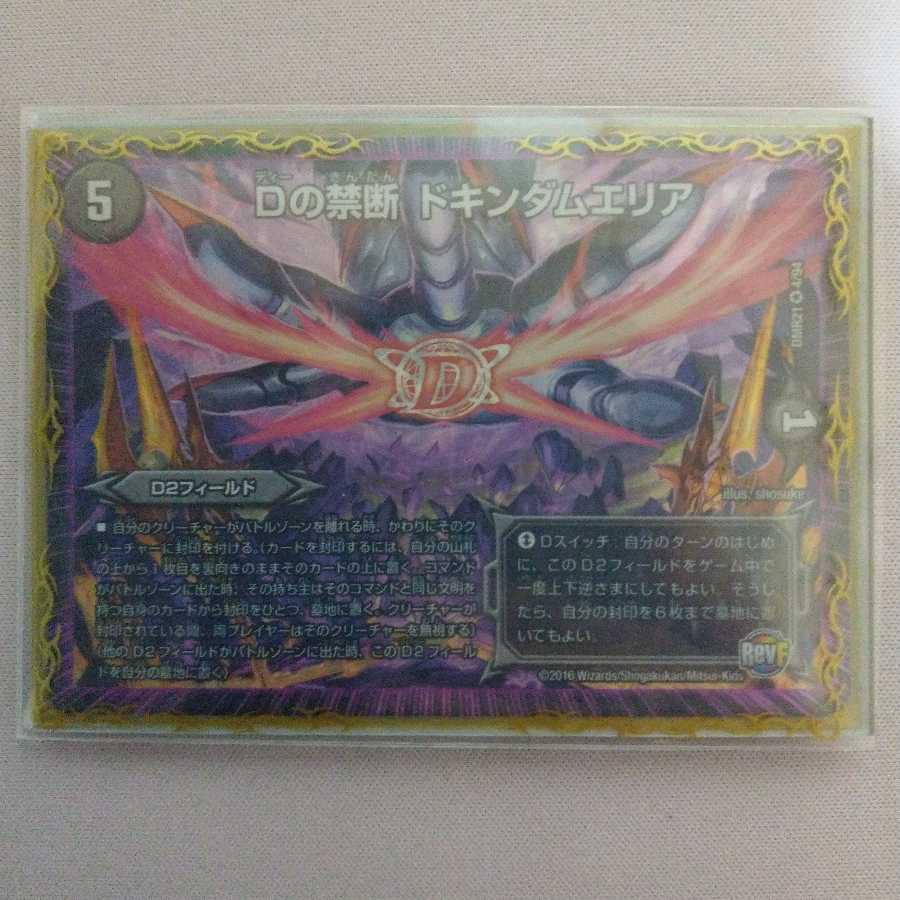 5
ディー きんだん
Dの禁断 ドキンダムエリア
DMR21 4/94
D
1
D2フィールド
illus. shosuke
■ 自分のクリーチャーがバトルゾーンを離れる時、かわりにそのク
リーチャーに封印を付ける。(カードを封印するには、自分の山札
の上から1枚目を裏向きのままそのカードの上に置く。コマンド
がバトルゾーンに出た時、その持ち主はそのコマンドと同じ文明を
持つ自身のカードから封印をひとつ、墓地に置く。クリーチャーが
封印されている間、両プレイヤーはそのクリーチャーを無視する)
(他のD2フィールドがバトルゾーンに出た時、このD2フィール
ドを自分の墓地に置く)
Dスイッチ:自分のターンのはじめ
に、このD2フィールドをゲーム中で
一度上下逆さまにしてもよい。そうし
たら、自分の封印を6枚まで墓地に置
いてもよい。
RevF
©2016 Wizards/Shogakukan/Mitsui-Kids